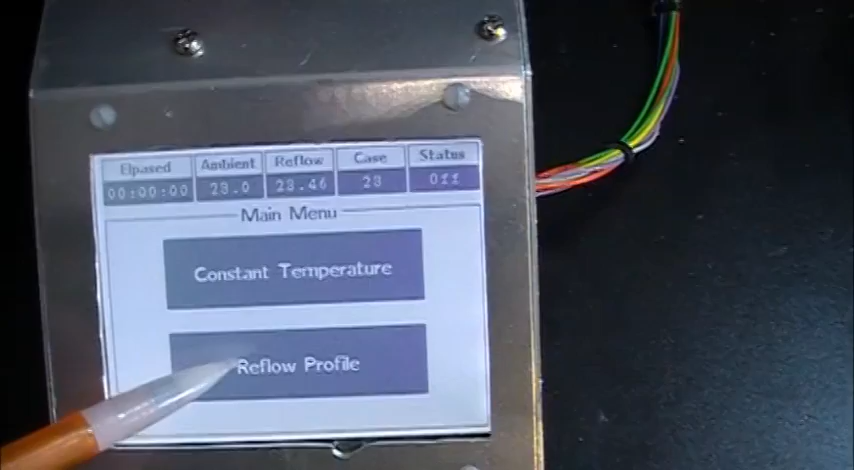 Elpased Ambient Reflow Case Status
00:00:00 23.0 23.46 23 Off
Main Menu
Constant Temperature
Reflow Profile